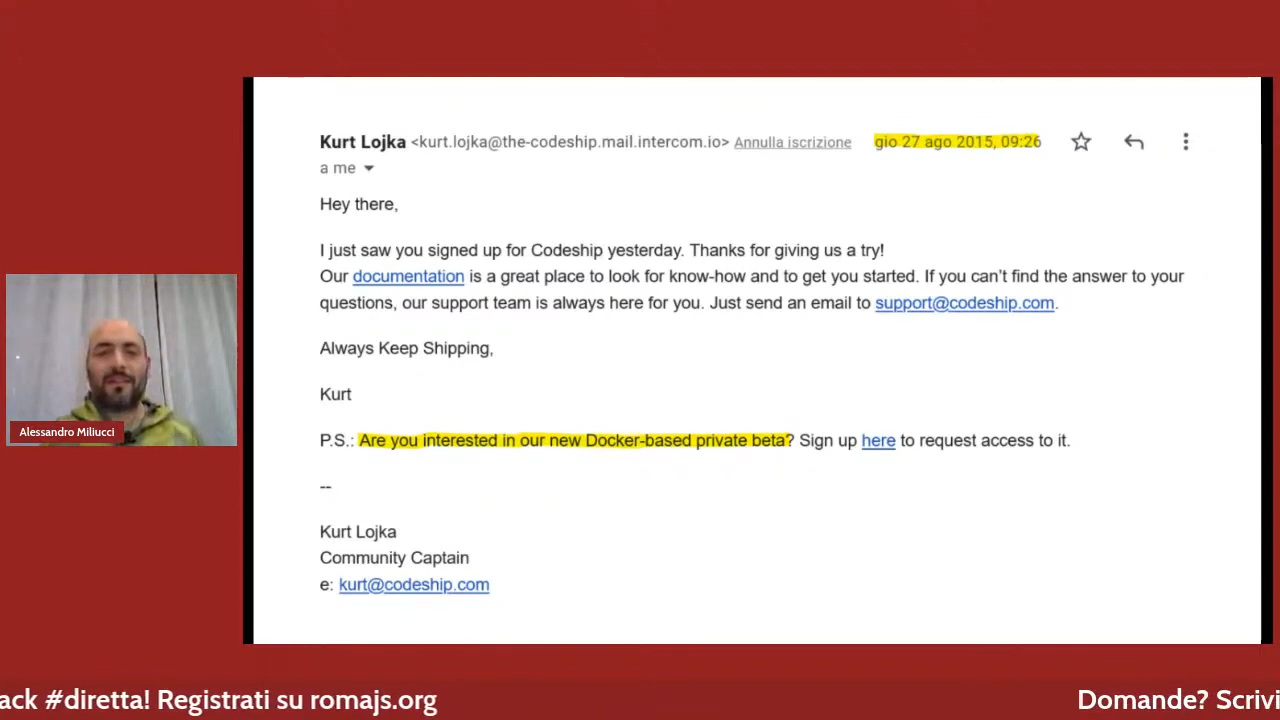 Kurt Lojka <kurt.lojka@the-codeship.mail.intercom.io> Annulla iscrizione gio 27 ago 2015, 09:26
a me
Hey there,
I just saw you signed up for Codeship yesterday. Thanks for giving us a try!
Our documentation is a great place to look for know-how and to get you started. If you can't find the answer to your
questions, our support team is always here for you. Just send an email to support@codeship.com.
Always Keep Shipping,
Kurt
P.S.: Are you interested in our new Docker-based private beta? Sign up here to request access to it.
--
Kurt Lojka
Community Captain
e: kurt@codeship.com
Alessandro Miliucci
ack #diretta! Registrati su romajs.org
Domande? Scrivi